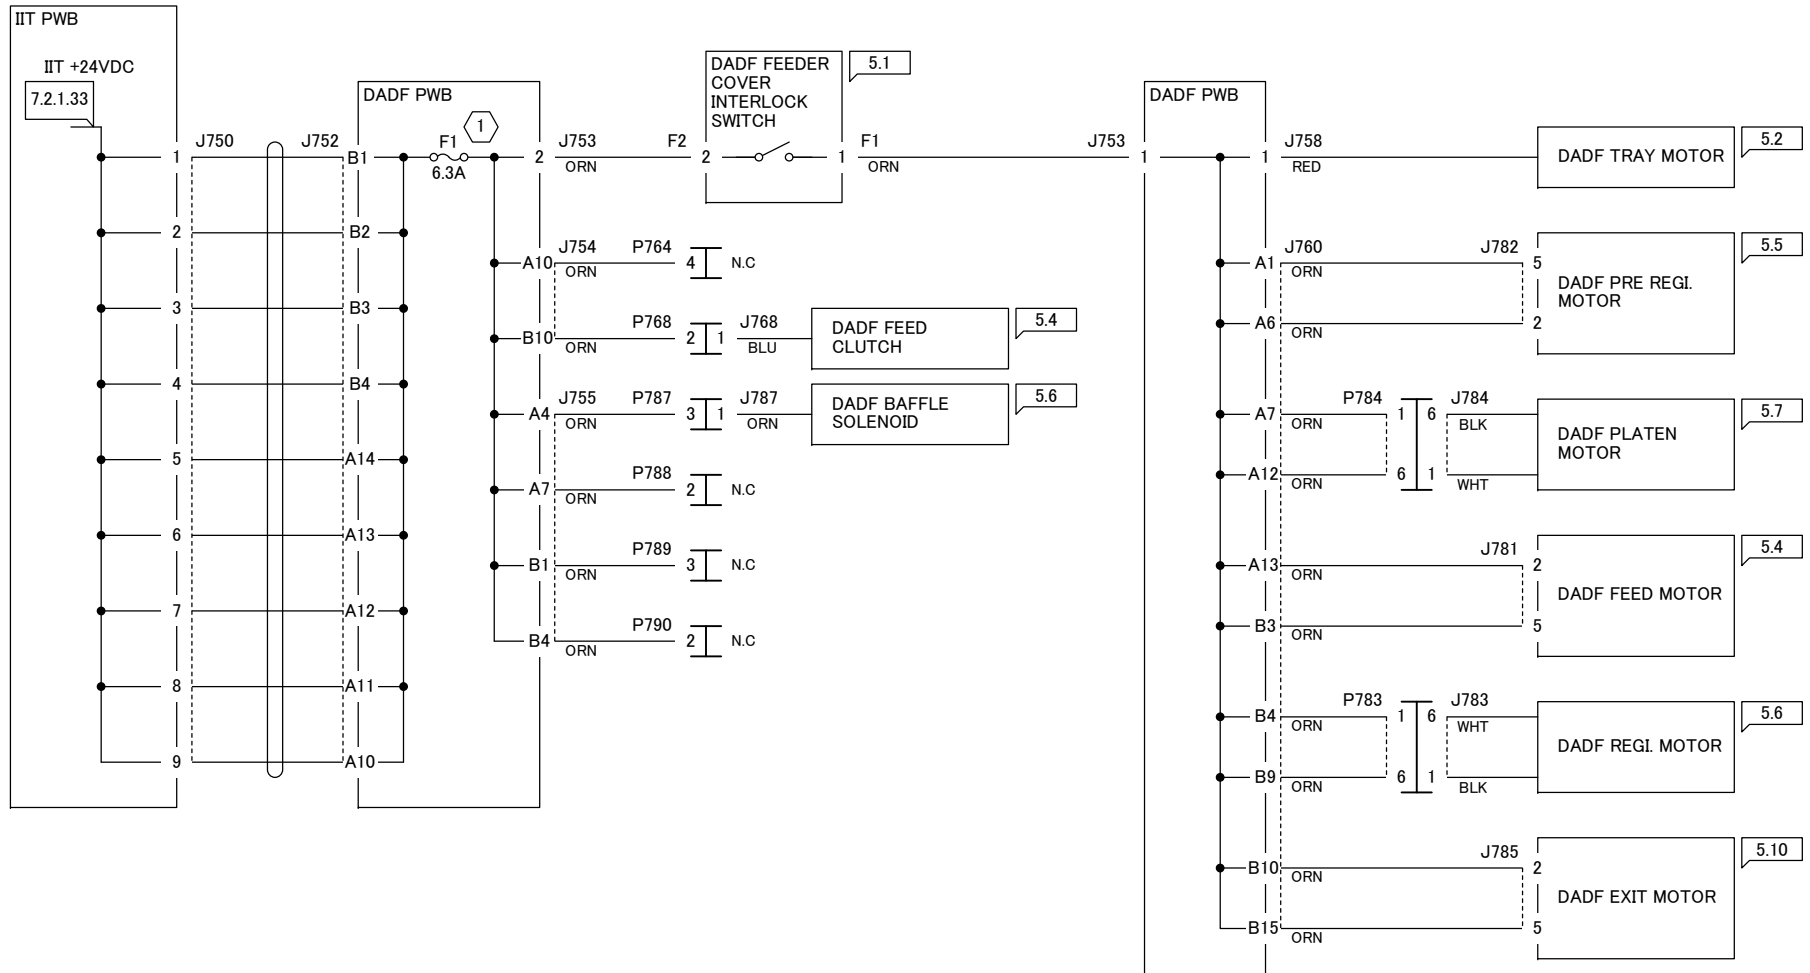 IIT PWB
IIT +24VDC
7.2.1.33
1 J750 J752 B1
2 B2
3 B3
4 B4
5 A14
6 A13
7 A12
8 A11
9 A10
DADF PWB
F1
1
6.3A
2 J753
ORN
F2 2
DADF FEEDER
COVER
INTERLOCK
SWITCH
5.1
1 F1
ORN
J753 1
A10 J754 P764 4 N.C
ORN
B10 P768 2 1 J768
ORN BLU
DADF FEED
CLUTCH
5.4
A4 J755 P787 3 1 J787
ORN ORN
DADF BAFFLE
SOLENOID
5.6
A7 P788 2 N.C
ORN
B1 P789 3 N.C
ORN
B4 P790 2 N.C
ORN
DADF PWB
1 J758
RED
DADF TRAY MOTOR
5.2
A1 J760 J782 5
ORN
A6 2
ORN
DADF PRE REGI.
MOTOR
5.5
A7 P784 1 6 J784
ORN BLK
A12 6 1
ORN WHT
DADF PLATEN
MOTOR
5.7
A13 J781 2
ORN
B3 5
ORN
DADF FEED MOTOR
5.4
B4 P783 1 6 J783
ORN WHT
B9 6 1
ORN BLK
DADF REGI. MOTOR
5.6
B10 J785 2
ORN
B15 5
ORN
DADF EXIT MOTOR
5.10